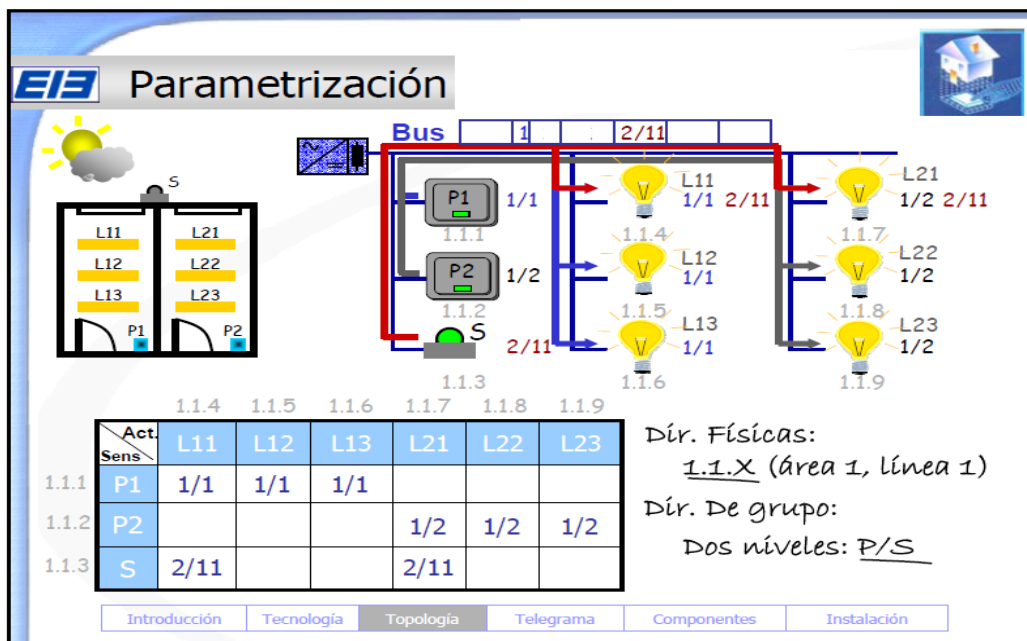 EIB Parametrización
Bus 1 2/11
S
L11 L21
L12 L22
L13 L23
P1 P2
P1 1/1
1.1.1
P2 1/2
1.1.2
S 2/11
1.1.3
L11
1/1 2/11
1.1.4
L12
1/1
1.1.5
L13
1/1
1.1.6
L21
1/2 2/11
1.1.7
L22
1/2
1.1.8
L23
1/2
1.1.9
1.1.4 1.1.5 1.1.6 1.1.7 1.1.8 1.1.9
Act.
Sens
L11 L12 L13 L21 L22 L23
1.1.1 P1 1/1 1/1 1/1
1.1.2 P2 1/2 1/2 1/2
1.1.3 S 2/11 2/11
Dir. Físicas:
1.1.X (área 1, línea 1)
Dir. De grupo:
Dos niveles: P/S
Introducción Tecnología Topología Telegrama Componentes Instalación